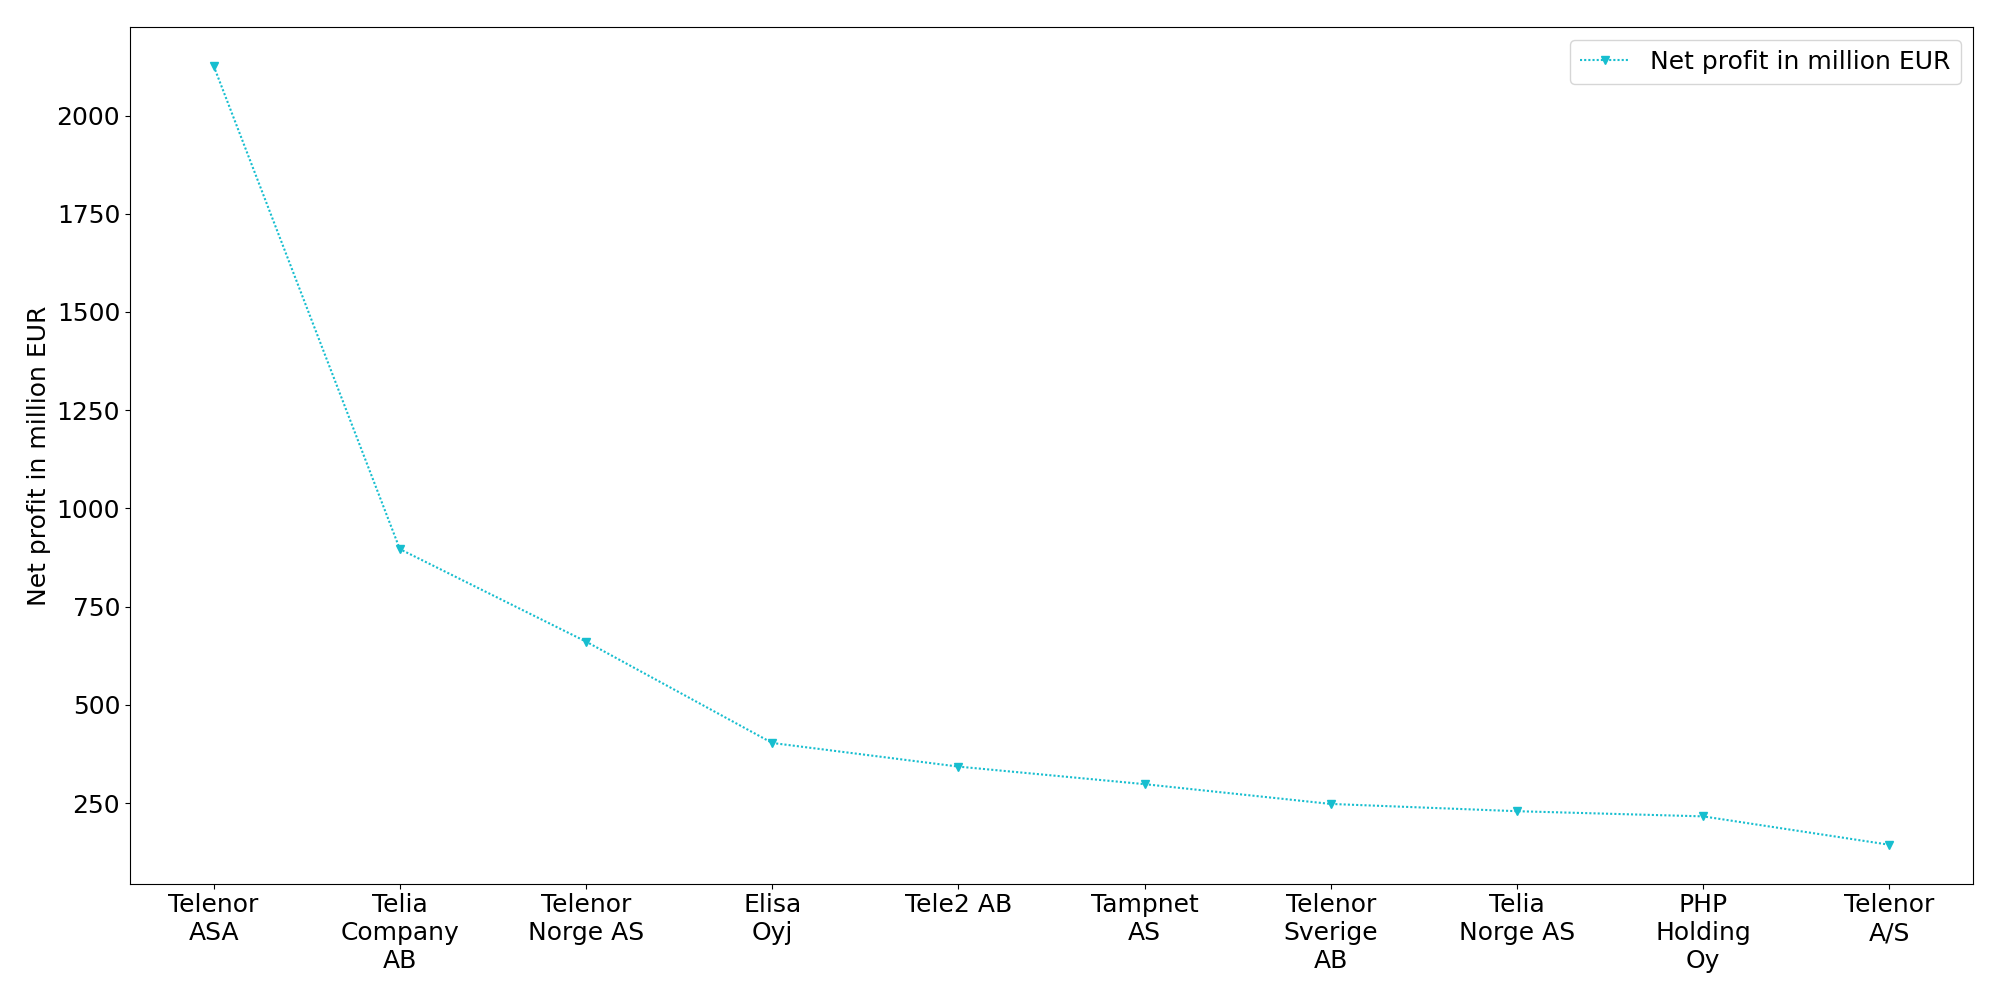 Net profit in million EUR
Net profit in million EUR
2000
1750
1500
1250
1000
750
500
250
Telenor
ASA
Telia
Company
AB
Telenor
Norge AS
Elisa
Oyj
Tele2 AB
Tampnet
AS
Telenor
Sverige
AB
Telia
Norge AS
PHP
Holding
Oy
Telenor
A/S